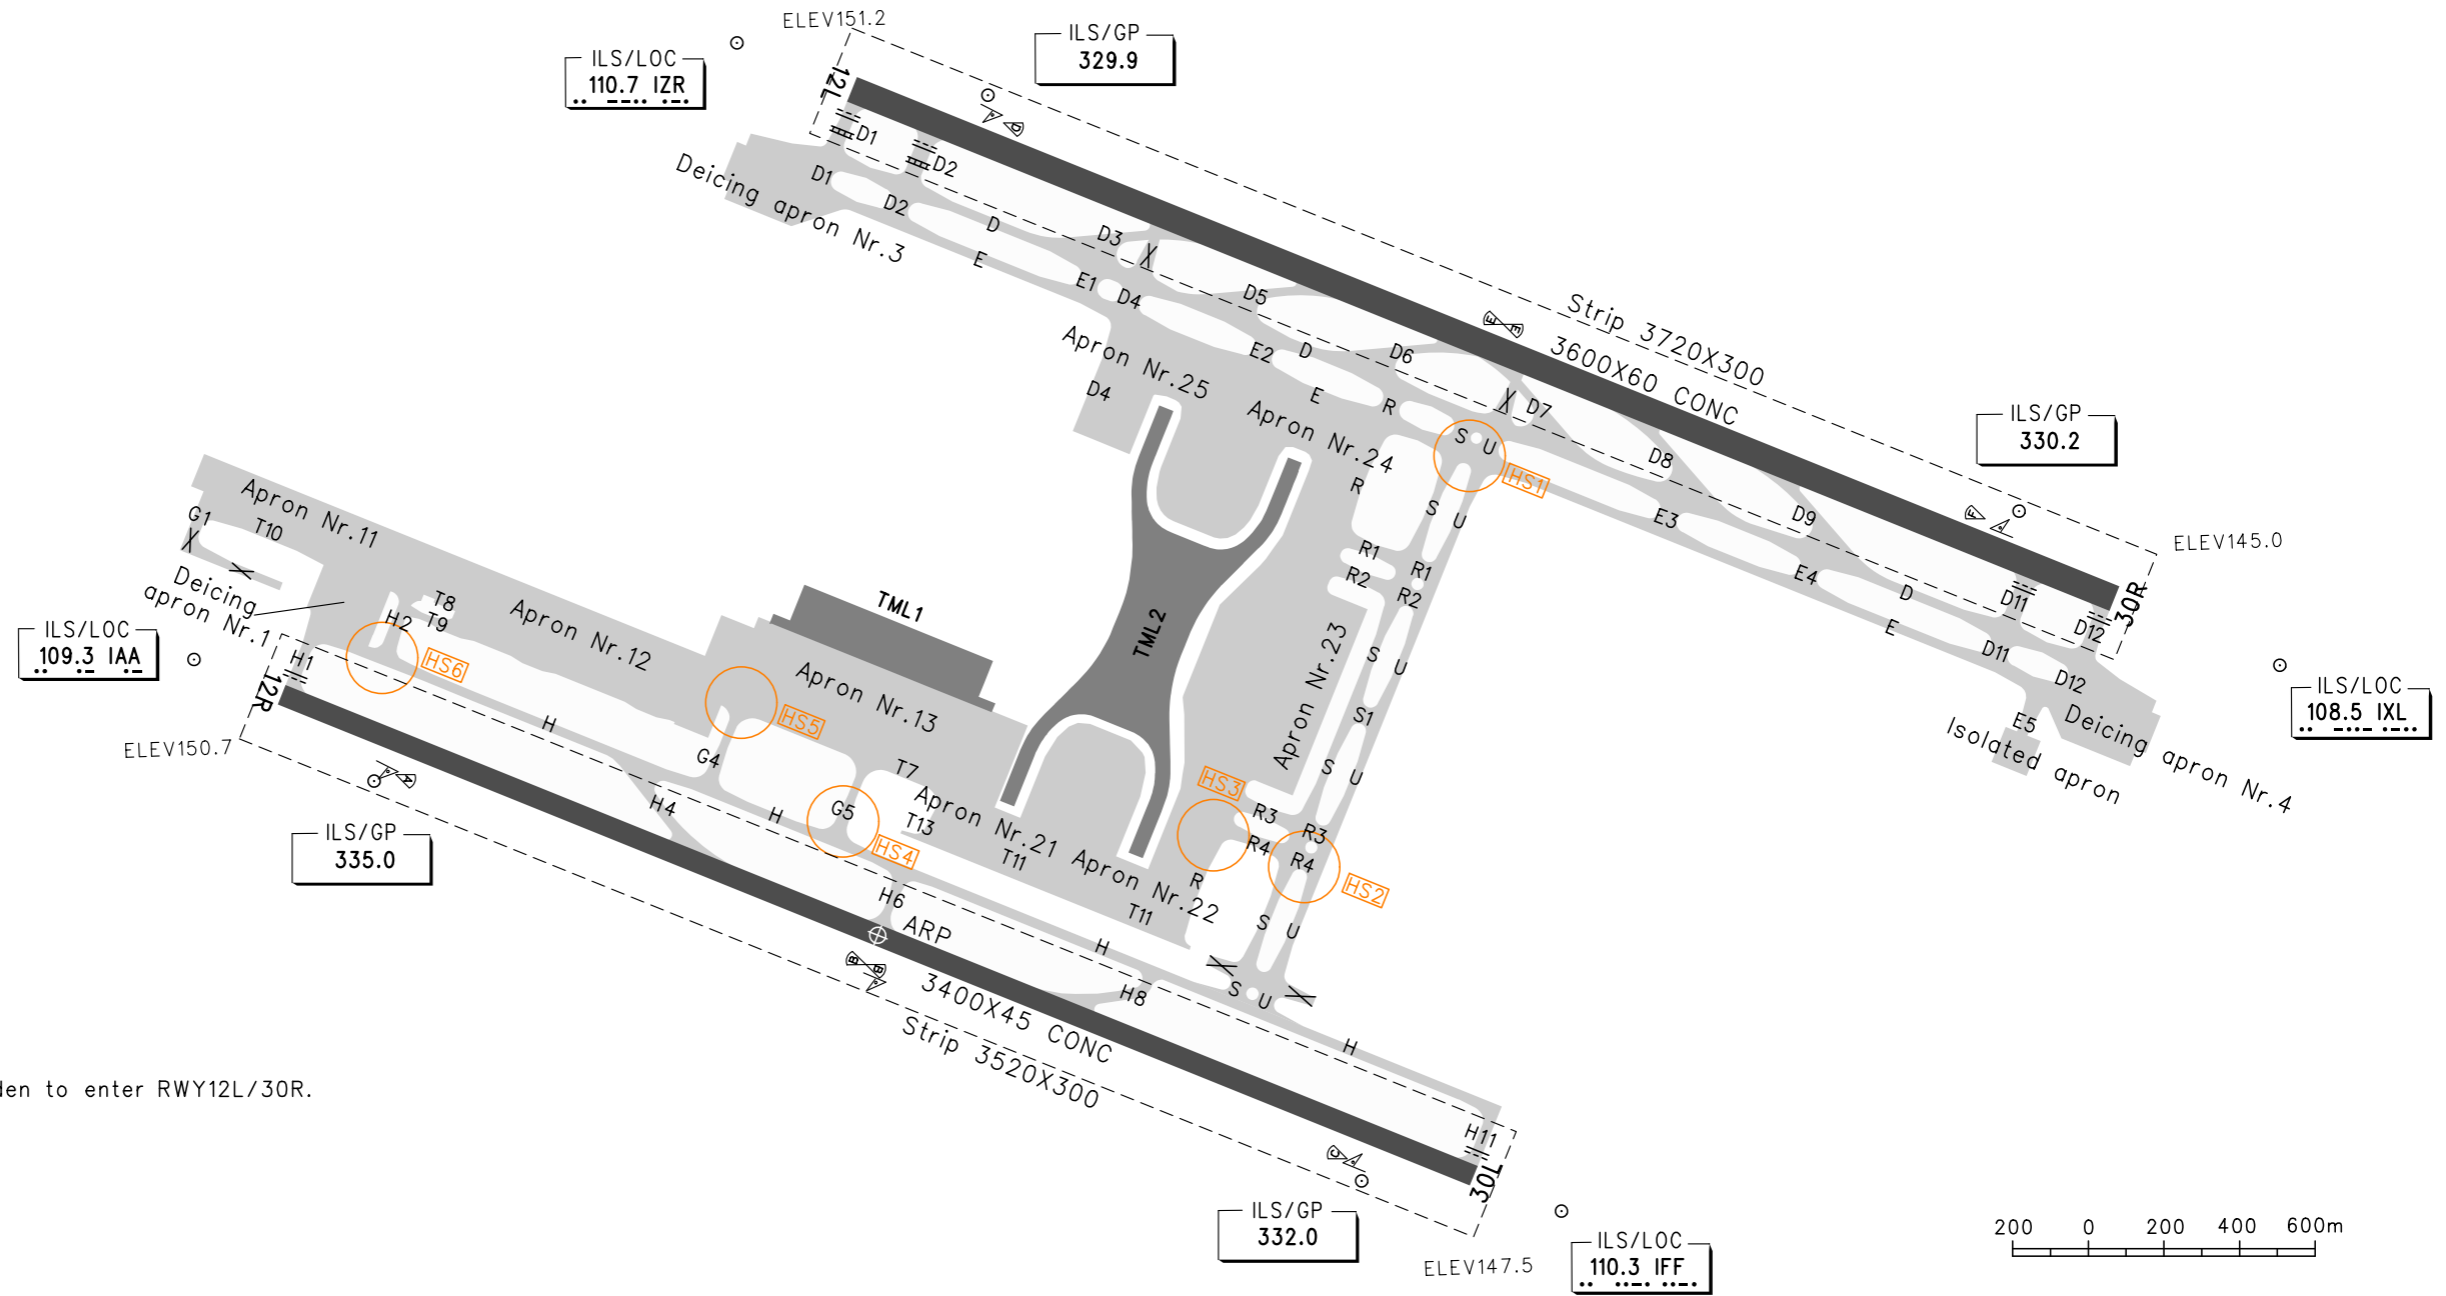 ELEV151.2
ILS/LOC
110.7 IZR
ILS/GP
329.9
12L
D1
D2
D1
D2
D
E
Deicing apron Nr.3
D3
E1
D4
D5
E2
D
D6
E
R
Strip 3720X300
3600X60 CONC
D7
D8
ILS/GP
330.2
Apron Nr.25
D4
Apron Nr.24
S
U
HS1
R
S
U
E3
D9
ELEV145.0
E4
D
E
D11
D12
30R
D11
D12
E5
Isolated apron
Deicing apron Nr.4
ILS/LOC
108.5 IXL
Apron Nr.11
G1
T10
Deicing
apron Nr.1
T8
T9
H2
HS6
Apron Nr.12
TML1
TML2
R1
R2
R1
R2
S
U
Apron Nr.23
S1
S
U
ILS/LOC
109.3 IAA
H1
12R
ELEV150.7
H
HS5
Apron Nr.13
G4
H4
H
G5
HS4
T7
Apron Nr.21
T13
T11
Apron Nr.22
T11
HS3
R3
R3
R4
R4
HS2
R
S
U
ILS/GP
335.0
H6
ARP
H
H8
S
U
3400X45 CONC
Strip 3520X300
H
H11
30L
den to enter RWY12L/30R.
ILS/GP
332.0
ELEV147.5
ILS/LOC
110.3 IFF
200 0 200 400 600m
A
B
B
C
D
E
E
F